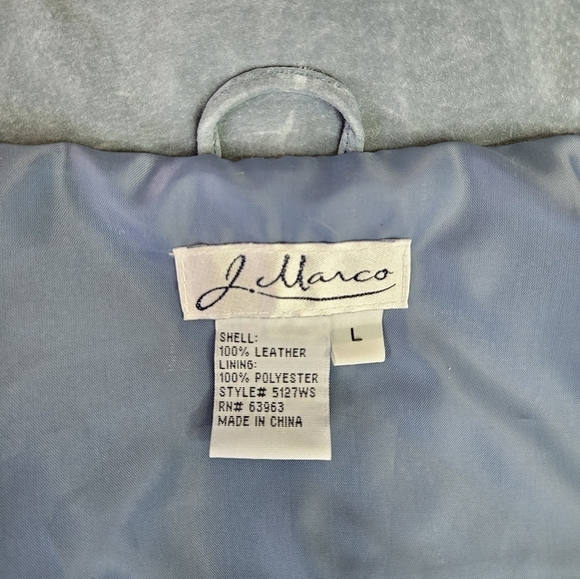 J. Marco
L
SHELL:
100% LEATHER
LINING:
100% POLYESTER
STYLE# 5127WS
RN# 63963
MADE IN CHINA